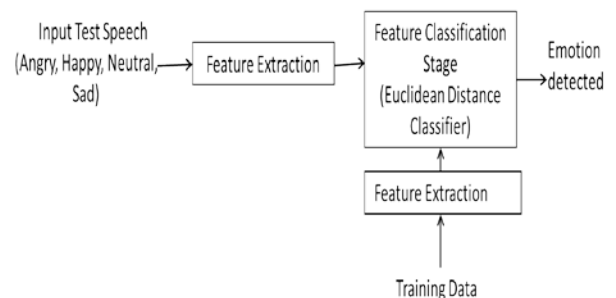 Input Test Speech
(Angry, Happy, Neutral,
Sad)
Feature Extraction
Feature Classification
Stage
(Euclidean Distance
Classifier)
Emotion
detected
Feature Extraction
Training Data